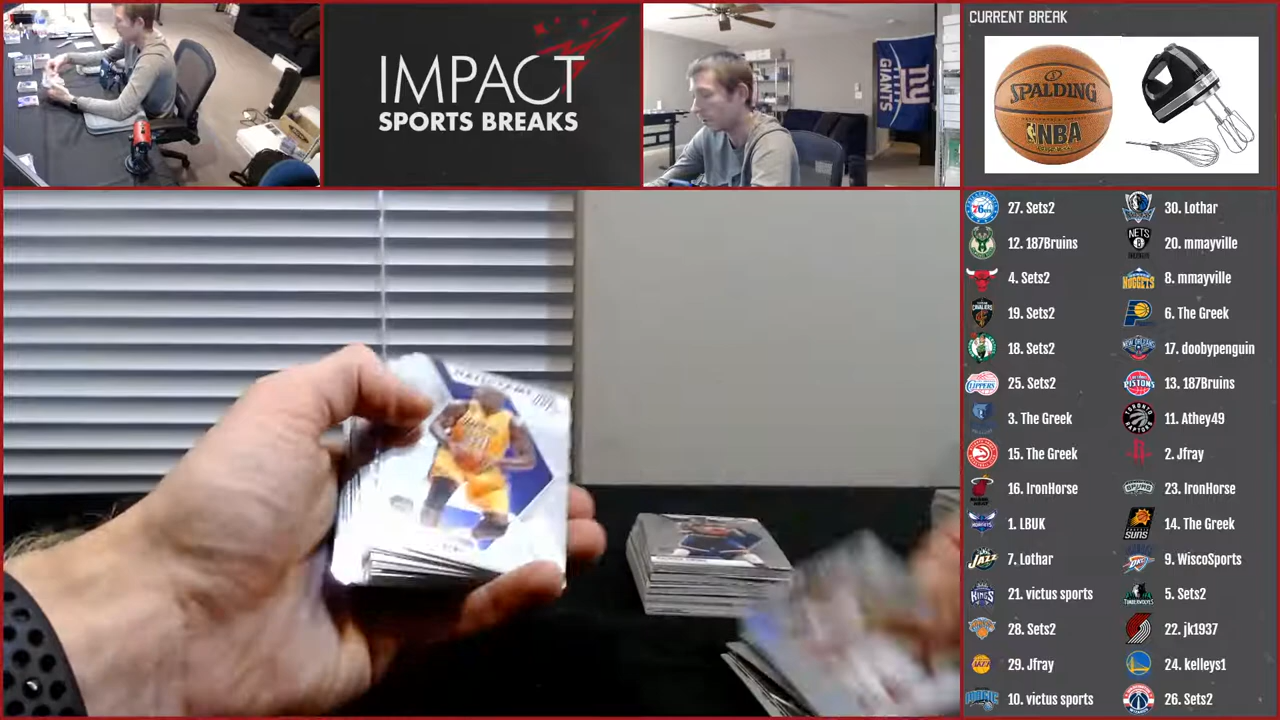 IMPACT
SPORTS BREAKS
ny
GIANTS
CURRENT BREAK
SPALDING
NBA
27. Sets2
30. Lothar
12. 187Bruins
20. mmayville
4. Sets2
8. mmayville
19. Sets2
6. The Greek
18. Sets2
17. doobypenguin
25. Sets2
13. 187Bruins
3. The Greek
11. Athey49
15. The Greek
2. Jfray
16. IronHorse
23. IronHorse
1. LBUK
14. The Greek
7. Lothar
9. WiscoSports
21. victus sports
5. Sets2
28. Sets2
22. jk1937
29. Jfray
24. kelleys1
10. victus sports
26. Sets2